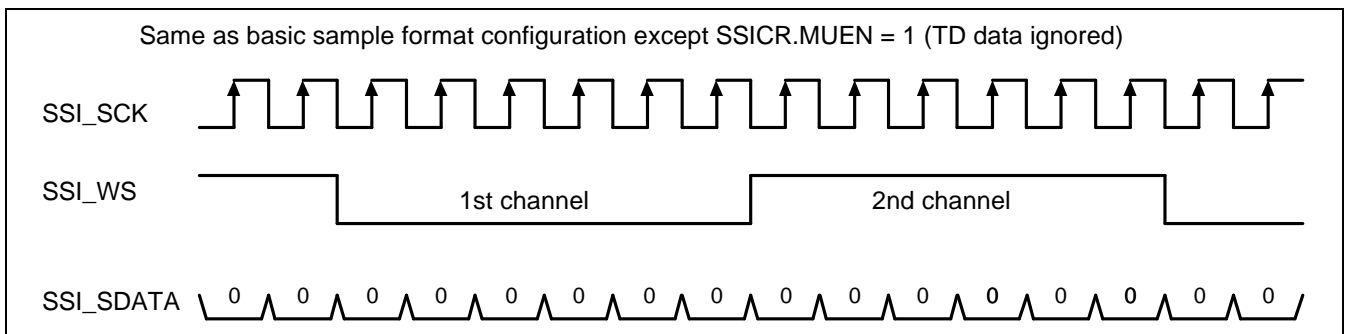 Same as basic sample format configuration except SSICR.MUEN = 1 (TD data ignored)
SSI_SCK
SSI_WS
1st channel
2nd channel
SSI_SDATA
0 0 0 0 0 0 0 0 0 0 0 0 0 0 0 0